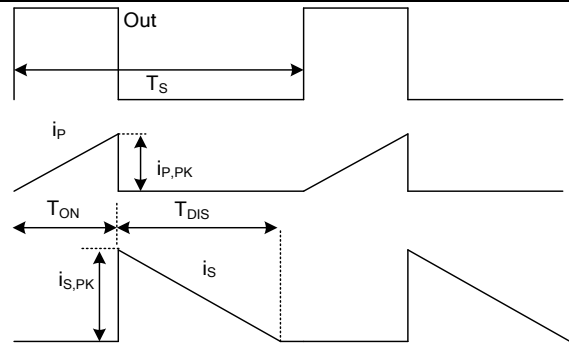 Out
T_S
i_P
i_P,PK
T_ON
T_DIS
i_S,PK
i_S